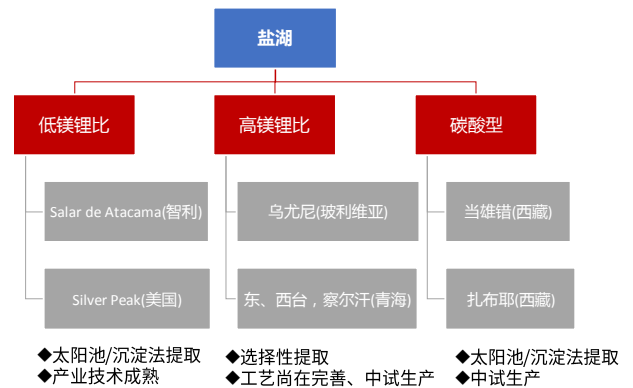 盐湖
低镁锂比
高镁锂比
碳酸型
Salar de Atacama(智利)
乌尤尼(玻利维亚)
当雄错(西藏)
Silver Peak(美国)
东、西台，察尔汗(青海)
扎布耶(西藏)
◆太阳池/沉淀法提取
◆产业技术成熟
◆选择性提取
◆工艺尚在完善、中试生产
◆太阳池/沉淀法提取
◆中试生产